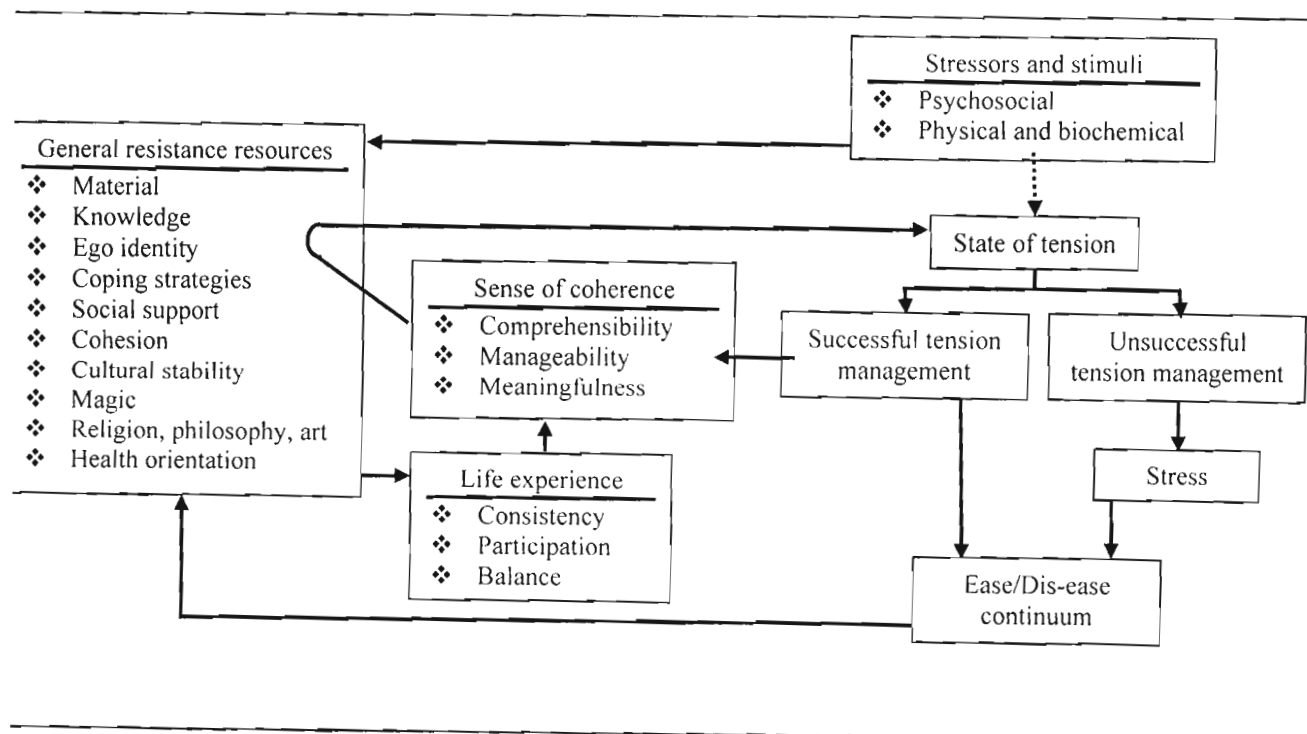 Stressors and stimuli
❖ Psychosocial
❖ Physical and biochemical
General resistance resources
❖ Material
❖ Knowledge
❖ Ego identity
❖ Coping strategies
❖ Social support
❖ Cohesion
❖ Cultural stability
❖ Magic
❖ Religion, philosophy, art
❖ Health orientation
State of tension
Sense of coherence
❖ Comprehensibility
❖ Manageability
❖ Meaningfulness
Successful tension
management
Unsuccessful
tension management
Life experience
❖ Consistency
❖ Participation
❖ Balance
Stress
Ease/Dis-ease
continuum